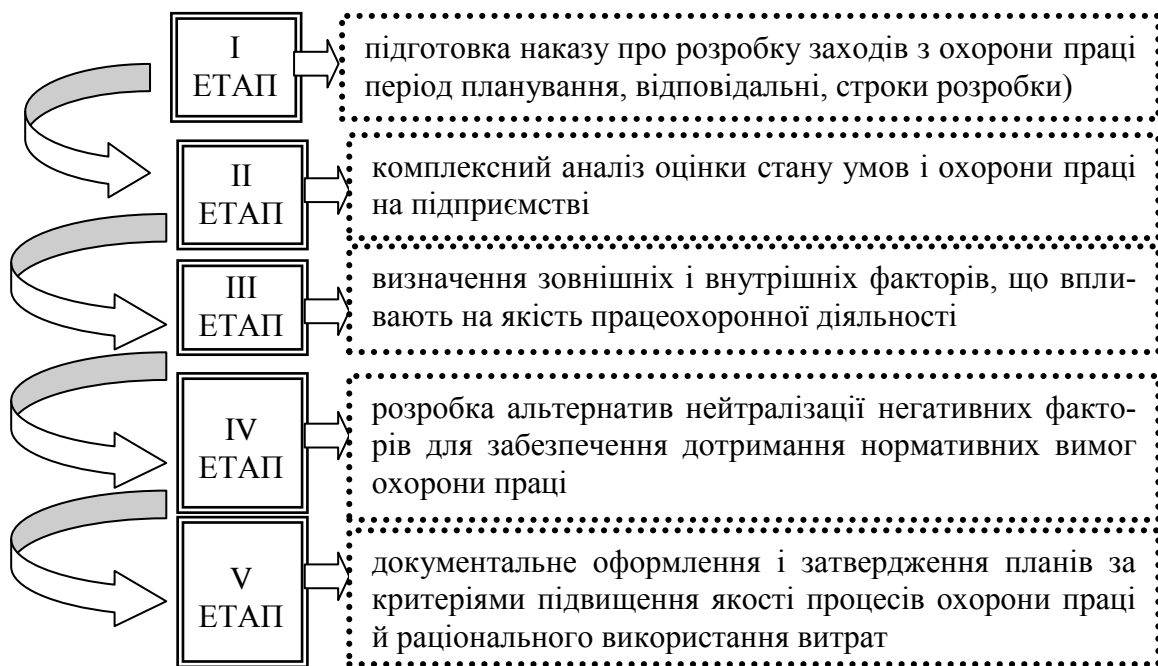 I
ЕТАП
підготовка наказу про розробку заходів з охорони праці
період планування, відповідальні, строки розробки)
II
ЕТАП
комплексний аналіз оцінки стану умов і охорони праці
на підприємстві
III
ЕТАП
визначення зовнішніх і внутрішніх факторів, що впли-
вають на якість працеохоронної діяльності
IV
ЕТАП
розробка альтернатив нейтралізації негативних факто-
рів для забезпечення дотримання нормативних вимог
охорони праці
V
ЕТАП
документальне оформлення і затвердження планів за
критеріями підвищення якості процесів охорони праці
й раціонального використання витрат